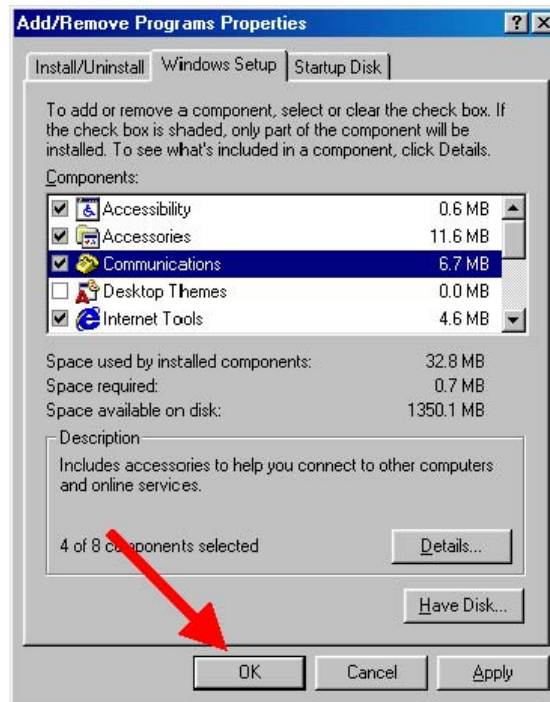 Add/Remove Programs Properties
Install/Uninstall Windows Setup Startup Disk
To add or remove a component, select or clear the check box. If
the check box is shaded, only part of the component will be
installed. To see what's included in a component, click Details.
Components:
Accessibility 0.6 MB
Accessories 11.6 MB
Communications 6.7 MB
Desktop Themes 0.0 MB
Internet Tools 4.6 MB
Space used by installed components: 32.8 MB
Space required: 0.7 MB
Space available on disk: 1350.1 MB
Description
Includes accessories to help you connect to other computers
and online services.
4 of 8 components selected
Details...
Have Disk...
OK Cancel Apply